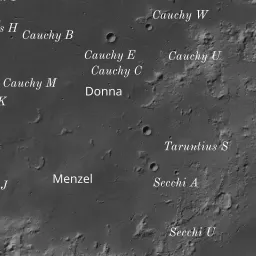 Cauchy W
s H
Cauchy B
Cauchy E
Cauchy U
Cauchy C
Cauchy M
Donna
K
Taruntius S
Menzel
Secchi A
J
Secchi U